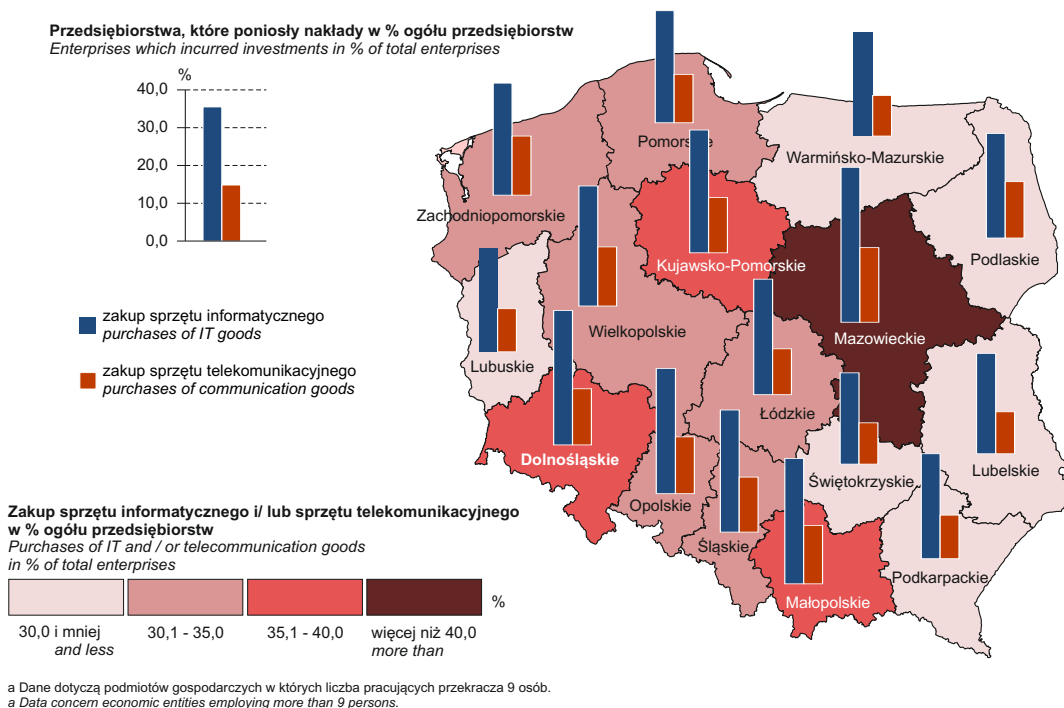 Przedsiębiorstwa, które poniosły nakłady w % ogółu przedsiębiorstw
Enterprises which incurred investments in % of total enterprises
%
40,0
30,0
20,0
10,0
0,0
zakup sprzętu informatycznego
purchases of IT goods
zakup sprzętu telekomunikacyjnego
purchases of communication goods
Pomorskie
Warmińsko-Mazurskie
Zachodniopomorskie
Podlaskie
Kujawsko-Pomorskie
Mazowieckie
Wielkopolskie
Lubuskie
Łódzkie
Dolnośląskie
Lubelskie
Świętokrzyskie
Opolskie
Śląskie
Podkarpackie
Małopolskie
Zakup sprzętu informatycznego i/ lub sprzętu telekomunikacyjnego
w % ogółu przedsiębiorstw
Purchases of IT and / or telecommunication goods
in % of total enterprises
%
30,0 i mniej 30,1 - 35,0 35,1 - 40,0 więcej niż 40,0
and less more than
a Dane dotyczą podmiotów gospodarczych w których liczba pracujących przekracza 9 osób.
a Data concern economic entities employing more than 9 persons.